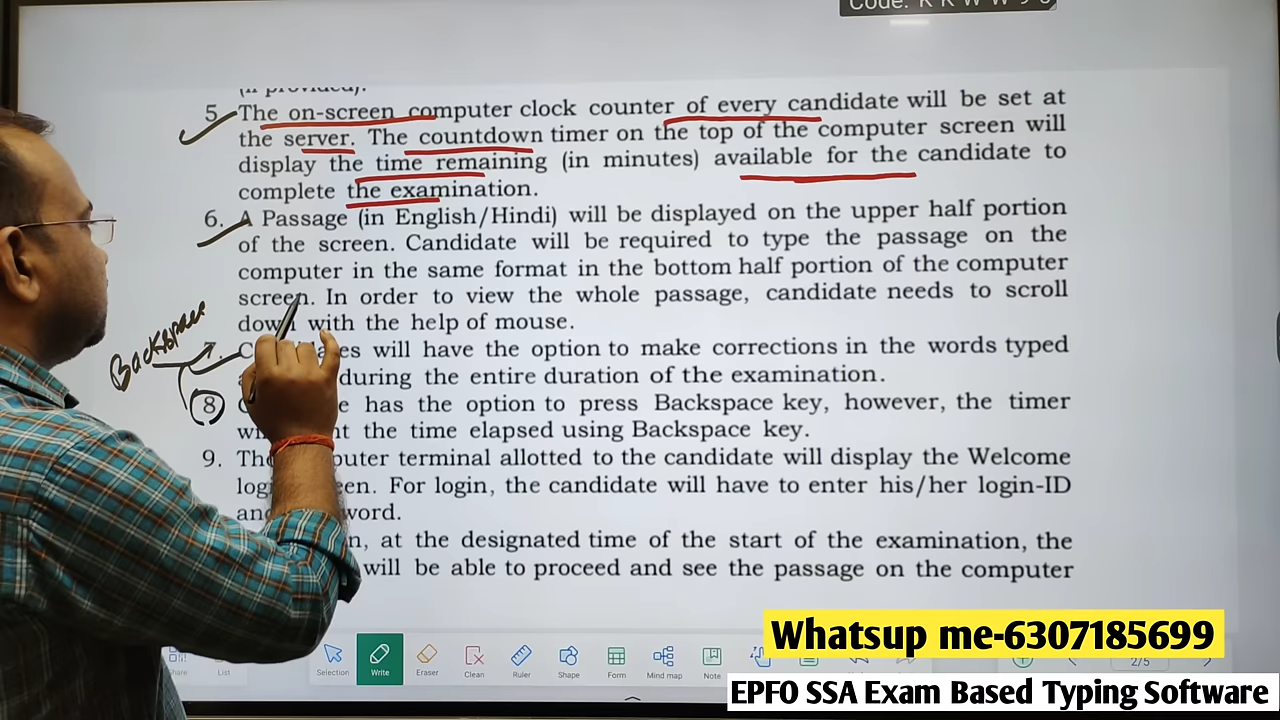 Code: K K W W 9 8
(if provided).
5. The on-screen computer clock counter of every candidate will be set at
the server. The countdown timer on the top of the computer screen will
display the time remaining (in minutes) available for the candidate to
complete the examination.
6. A Passage (in English/Hindi) will be displayed on the upper half portion
of the screen. Candidate will be required to type the passage on the
computer in the same format in the bottom half portion of the computer
screen. In order to view the whole passage, candidate needs to scroll
down with the help of mouse.
Backspace
will have the option to make corrections in the words typed
during the entire duration of the examination.
8 has the option to press Backspace key, however, the timer
the time elapsed using Backspace key.
9. terminal allotted to the candidate will display the Welcome
For login, the candidate will have to enter his/her login-ID
at the designated time of the start of the examination, the
will be able to proceed and see the passage on the computer
Whatsup me-6307185699
Share List Selection Write Eraser Clean Ruler Shape Form Mind map Note 2/5
EPFO SSA Exam Based Typing Software